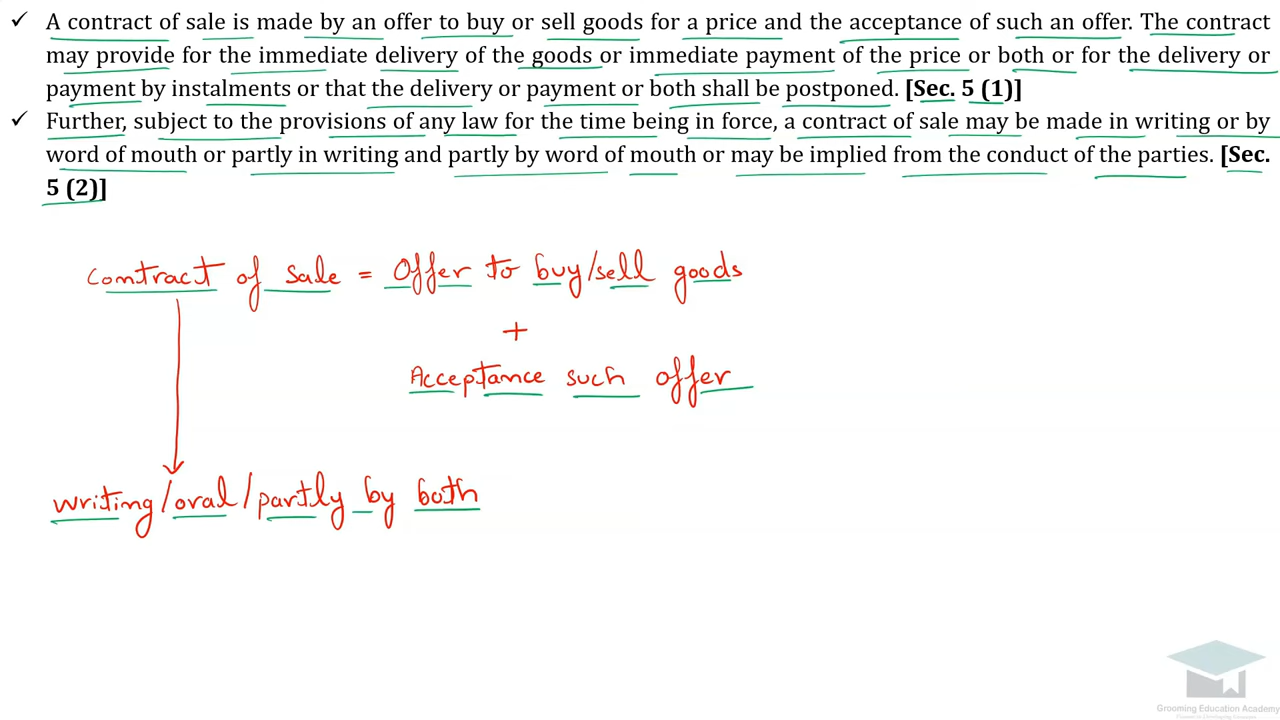 ✓ A contract of sale is made by an offer to buy or sell goods for a price and the acceptance of such an offer. The contract
may provide for the immediate delivery of the goods or immediate payment of the price or both or for the delivery or
payment by instalments or that the delivery or payment or both shall be postponed. [Sec. 5 (1)]
✓ Further, subject to the provisions of any law for the time being in force, a contract of sale may be made in writing or by
word of mouth or partly in writing and partly by word of mouth or may be implied from the conduct of the parties. [Sec.
5 (2)]
contract of sale = Offer to buy/sell goods
+
Acceptance such offer
writing/oral/partly by both
Grooming Education Academy